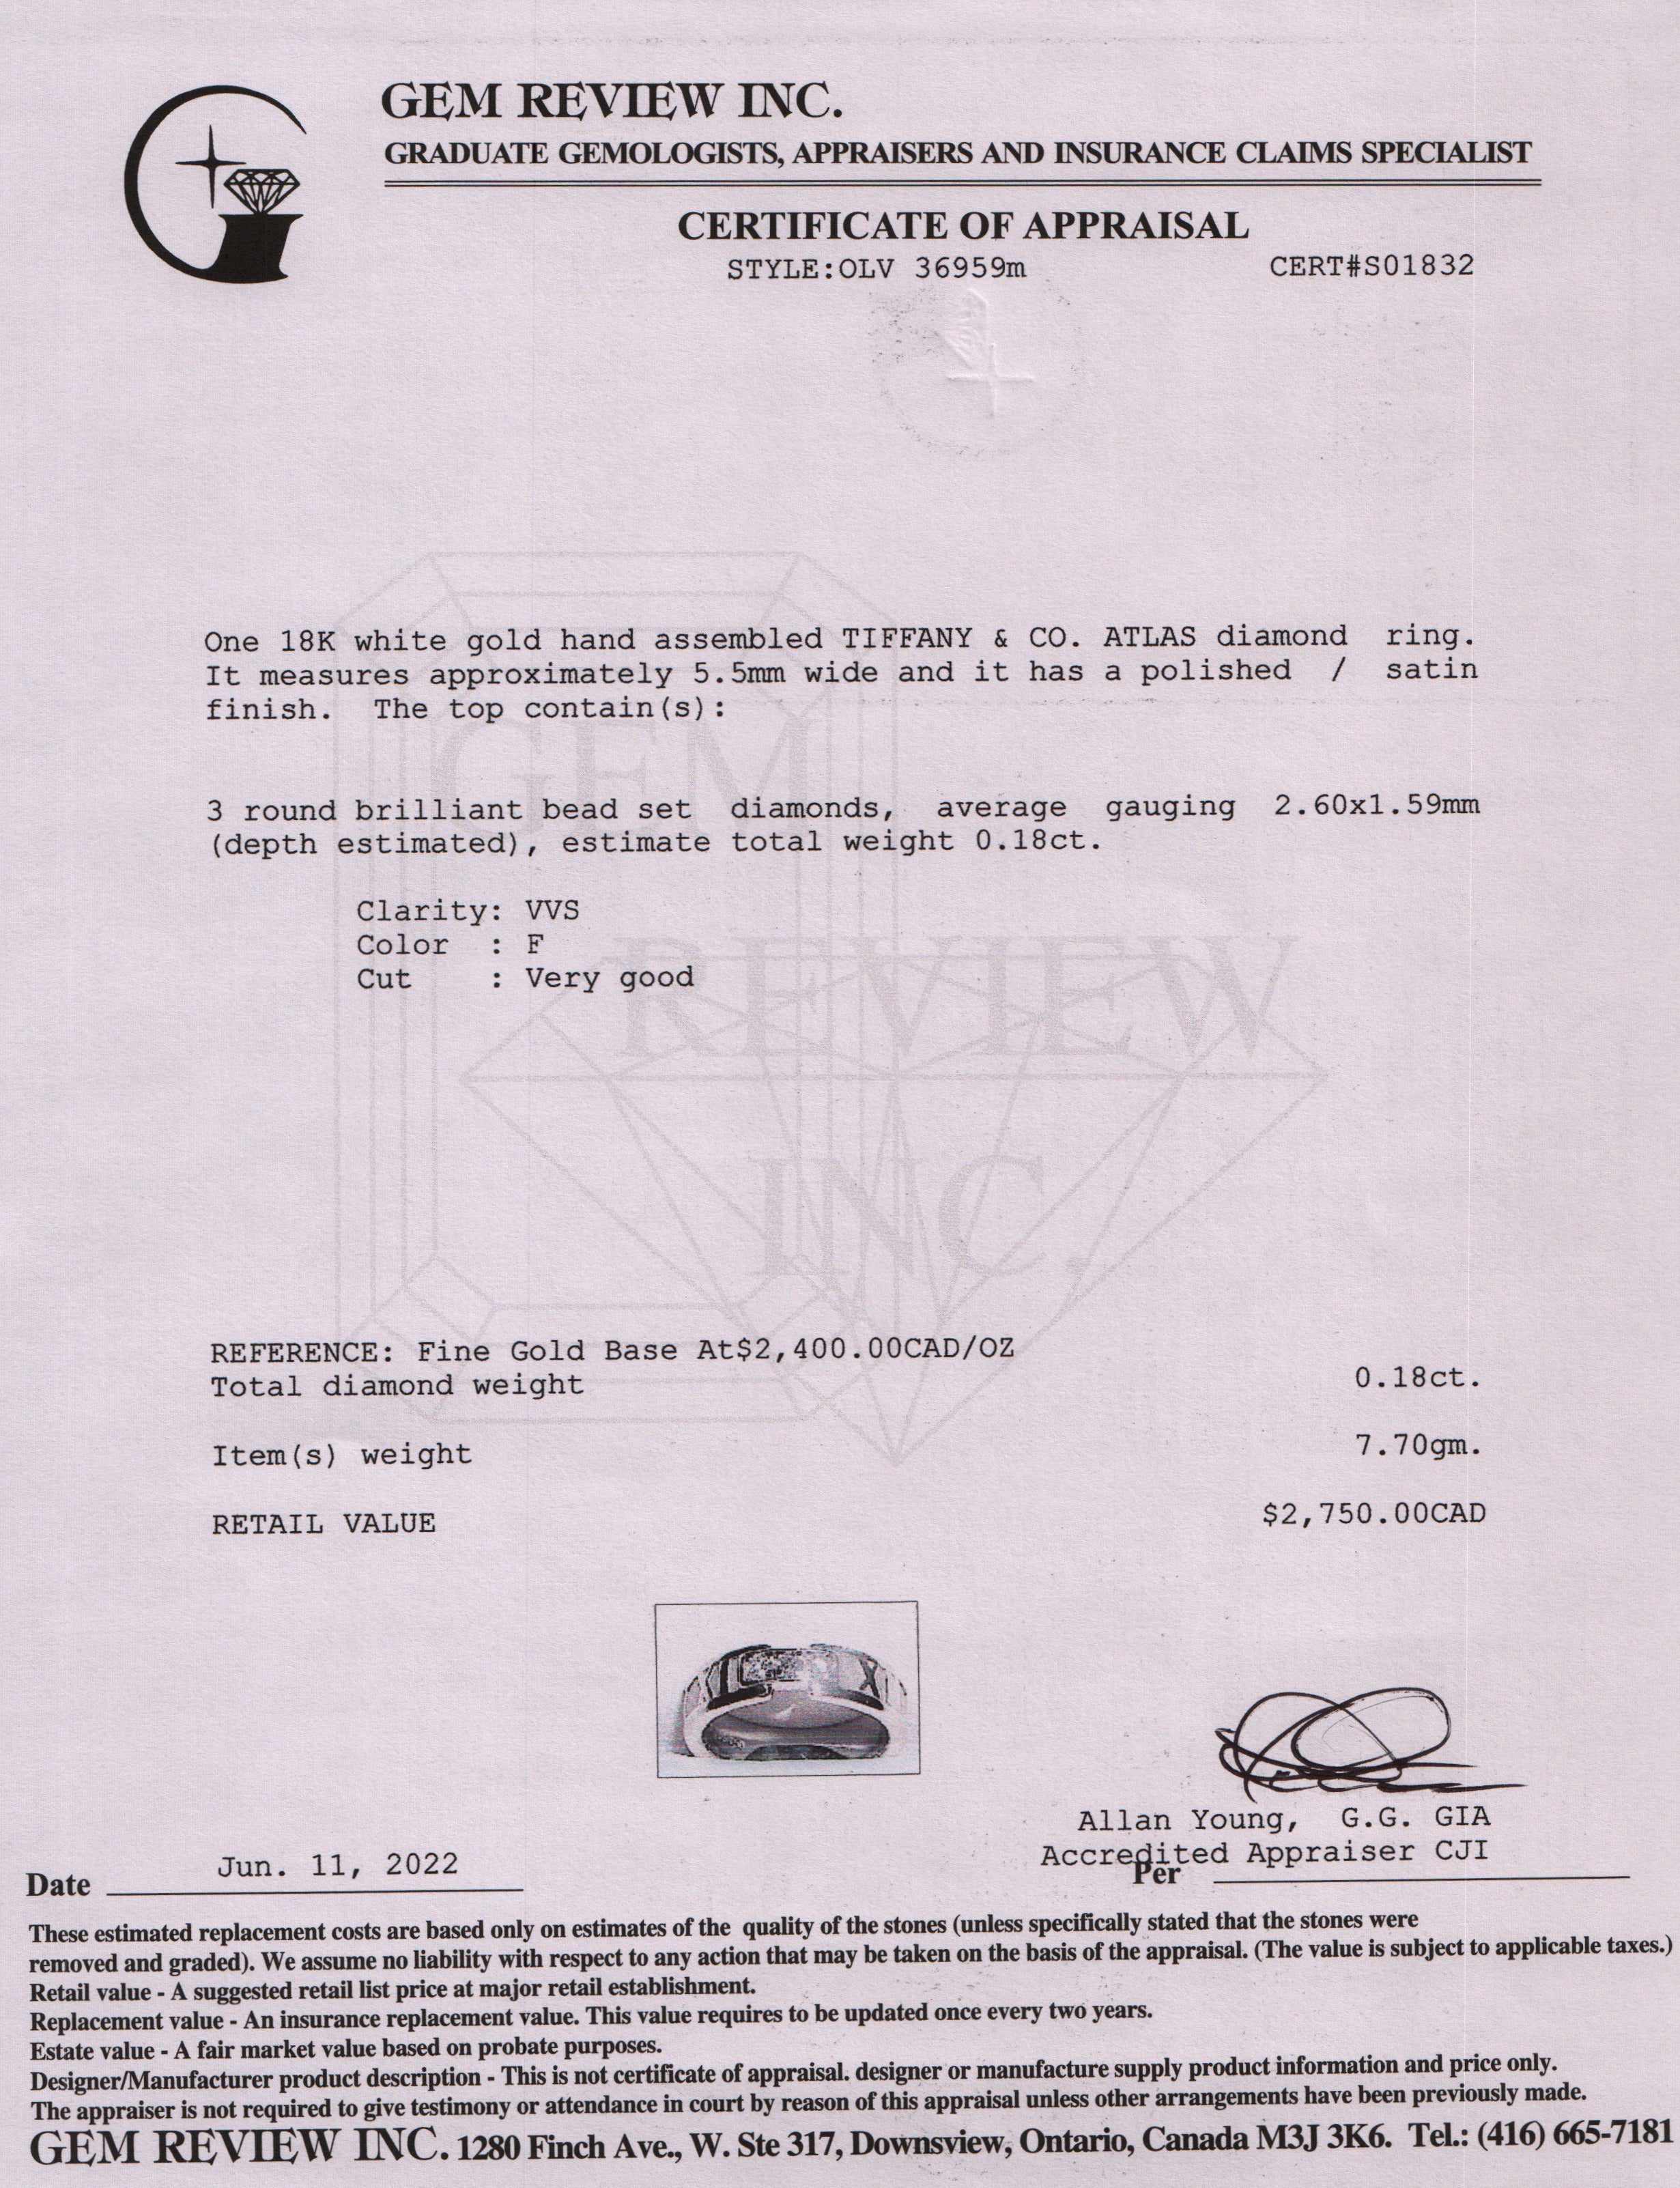 GEM REVIEW INC.
GRADUATE GEMOLOGISTS, APPRAISERS AND INSURANCE CLAIMS SPECIALIST
CERTIFICATE OF APPRAISAL
STYLE:OLV 36959m
CERT#S01832
One 18K white gold hand assembled TIFFANY & CO. ATLAS diamond ring.
It measures approximately 5.5mm wide and it has a polished / satin
finish. The top contain(s):
3 round brilliant bead set diamonds, average gauging 2.60x1.59mm
(depth estimated), estimate total weight 0.18ct.
Clarity: VVS
Color : F
Cut : Very good
GEM
REVIEW
INC.
REFERENCE: Fine Gold Base At$2,400.00CAD/OZ
Total diamond weight 0.18ct.
Item(s) weight 7.70gm.
RETAIL VALUE $2,750.00CAD
Allan Young, G.G. GIA
Accredited Appraiser CJI
Date Jun. 11, 2022
Per
These estimated replacement costs are based only on estimates of the quality of the stones (unless specifically stated that the stones were
removed and graded). We assume no liability with respect to any action that may be taken on the basis of the appraisal. (The value is subject to applicable taxes.)
Retail value - A suggested retail list price at major retail establishment.
Replacement value - An insurance replacement value. This value requires to be updated once every two years.
Estate value - A fair market value based on probate purposes.
Designer/Manufacturer product description - This is not certificate of appraisal. designer or manufacture supply product information and price only.
The appraiser is not required to give testimony or attendance in court by reason of this appraisal unless other arrangements have been previously made.
GEM REVIEW INC. 1280 Finch Ave., W. Ste 317, Downsview, Ontario, Canada M3J 3K6. Tel.: (416) 665-7181